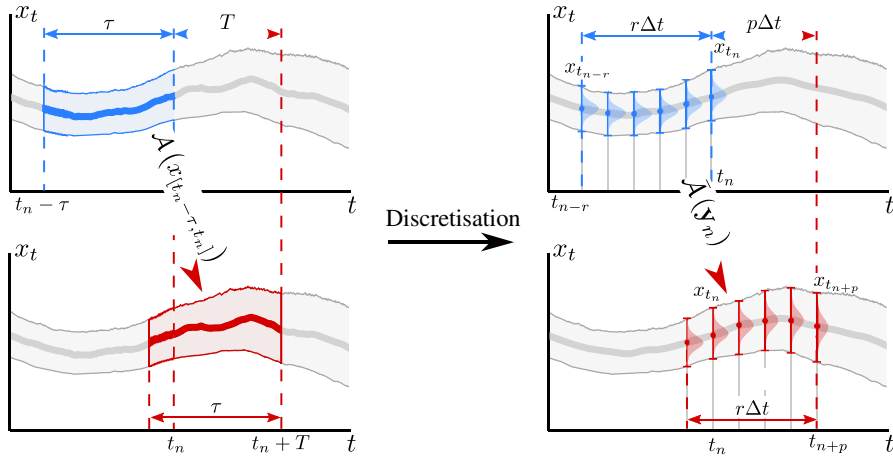 x_t
τ
T
t_n − τ
t
𝒜(x_{[t_n−τ,t_n]})
x_t
τ
t_n
t_n + T
t
Discretisation
rΔt
pΔt
x_{t_{n−r}}
x_{t_n}
t_{n−r}
t_n
t
𝒜(𝐲_n)
x_t
x_{t_n}
x_{t_{n+p}}
rΔt
t_n
t_{n+p}
t